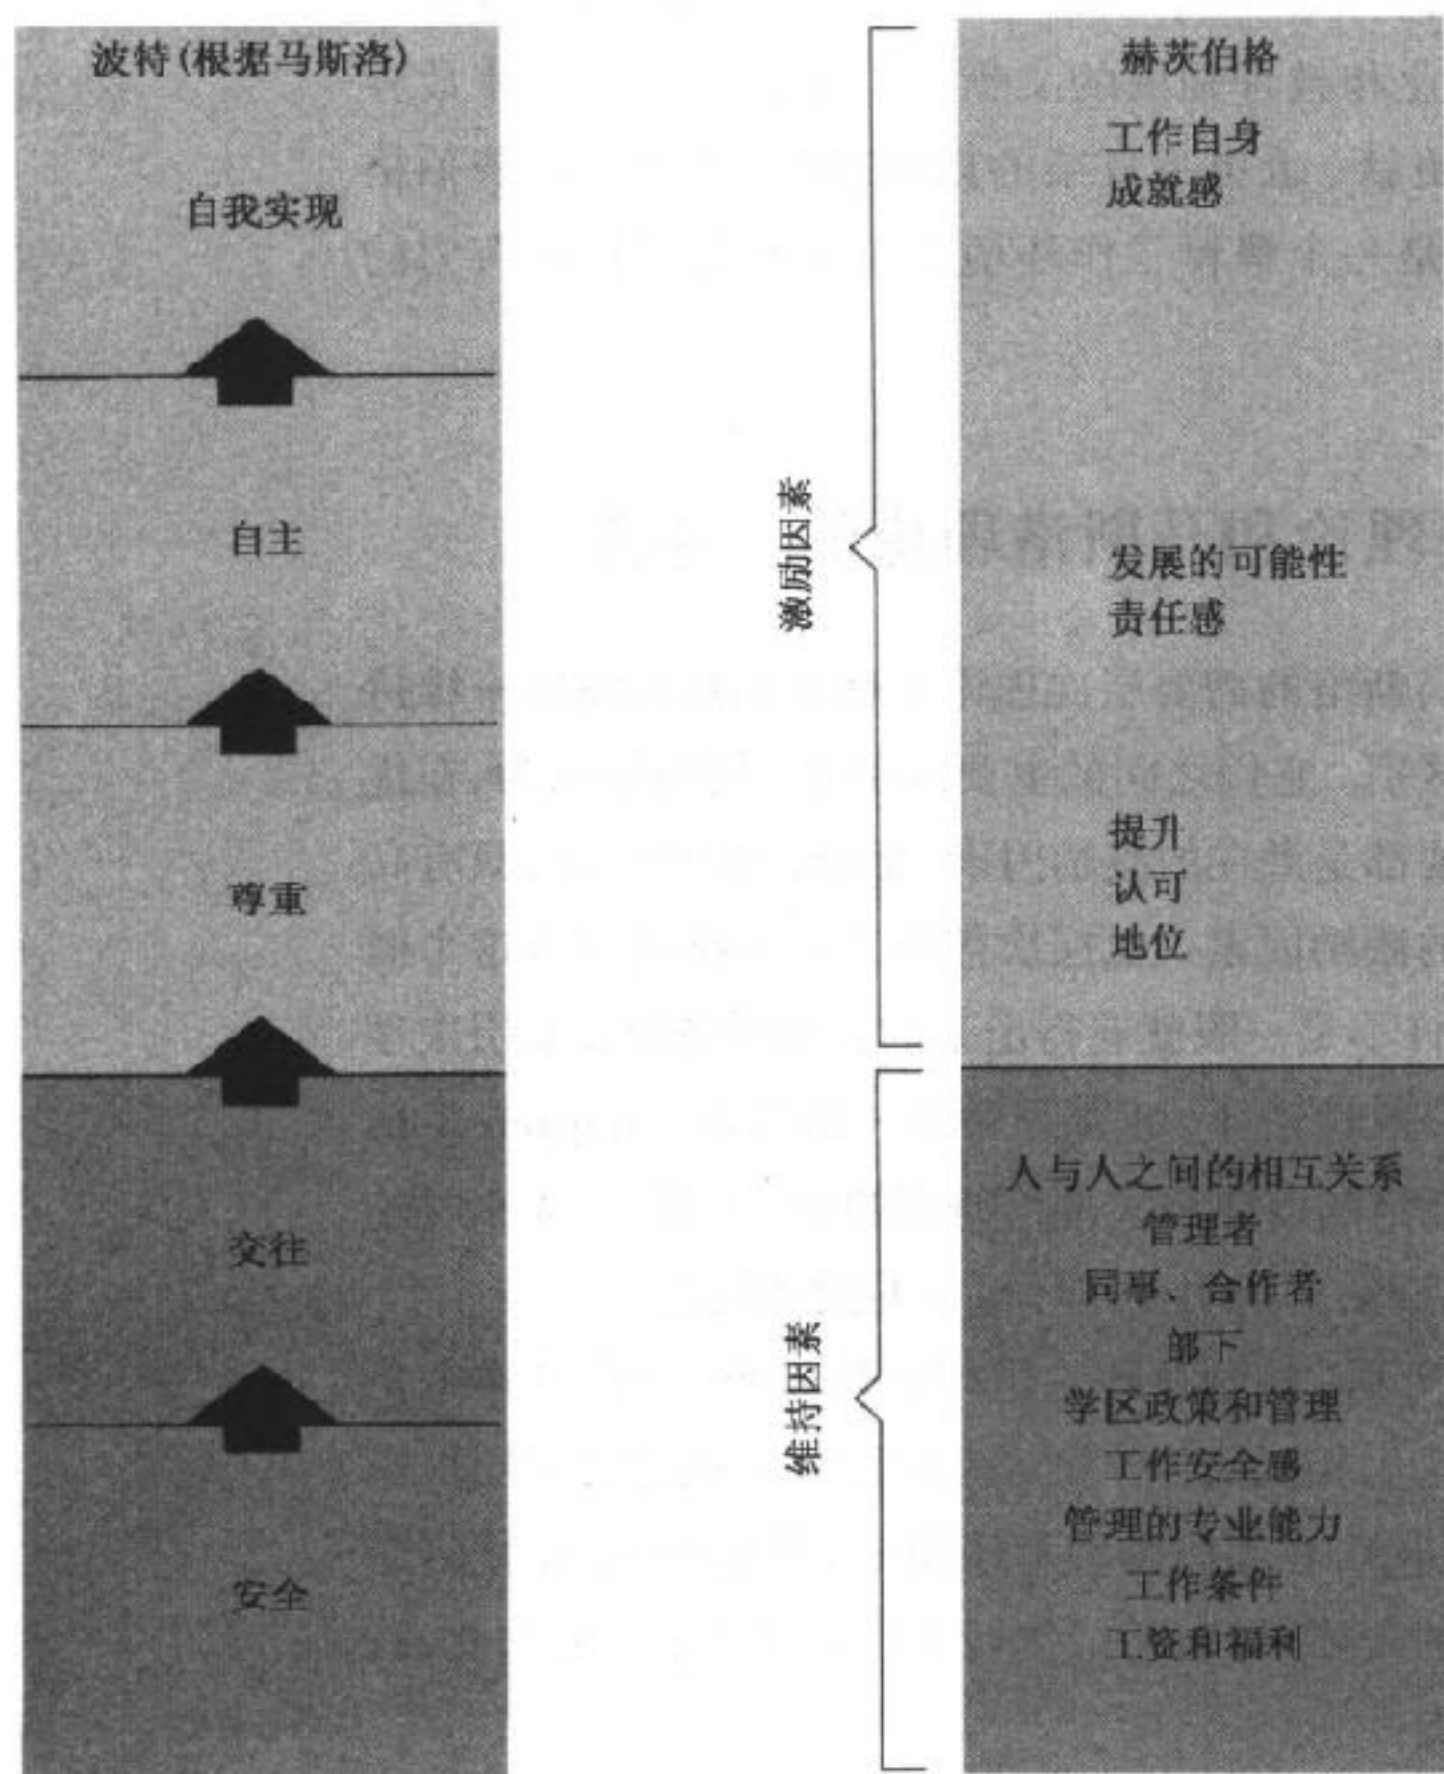 波特(根据马斯洛)
自我实现
自主
尊重
交往
安全
激励因素
维持因素
赫茨伯格
工作自身
成就感
发展的可能性
责任感
提升
认可
地位
人与人之间的相互关系
管理者
同事、合作者
部下
学区政策和管理
工作安全感
管理的专业能力
工作条件
工资和福利